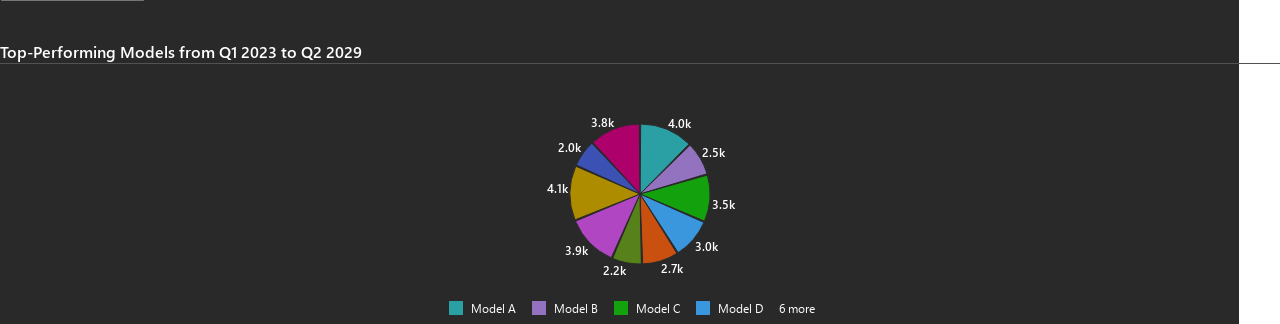 Top-Performing Models from Q1 2023 to Q2 2029
3.8k
4.0k
2.0k
2.5k
4.1k
3.5k
3.9k
3.0k
2.2k
2.7k
Model A
Model B
Model C
Model D
6 more